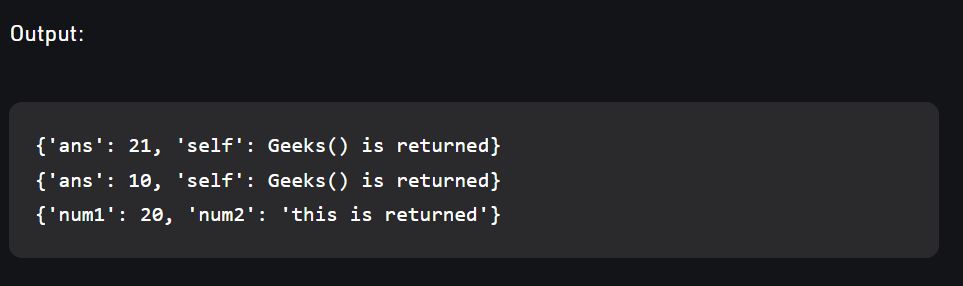 Output:
{'ans': 21, 'self': Geeks() is returned}
{'ans': 10, 'self': Geeks() is returned}
{'num1': 20, 'num2': 'this is returned'}